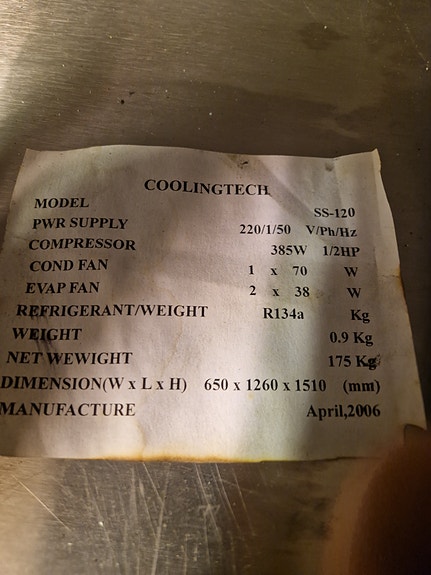 COOLINGTECH
MODEL SS-120
PWR SUPPLY 220/1/50 V/Ph/Hz
COMPRESSOR 385W 1/2HP
COND FAN 1 x 70 W
EVAP FAN 2 x 38 W
REFRIGERANT/WEIGHT R134a Kg
WEIGHT 0.9 Kg
NET WEWIGHT 175 Kg
DIMENSION(W x L x H) 650 x 1260 x 1510 (mm)
MANUFACTURE April,2006